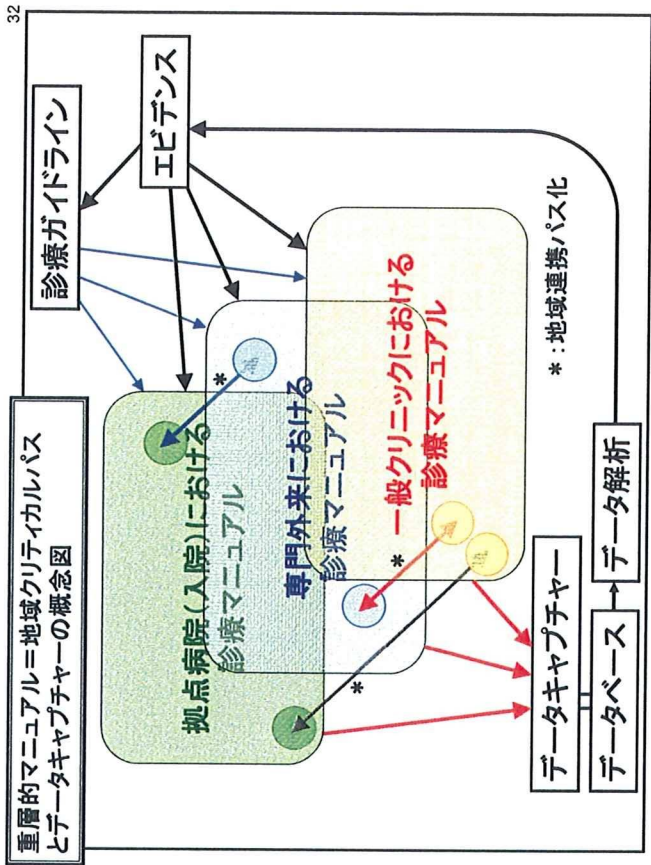 32
重層的マニュアル＝地域クリティカルパス
とデータキャプチャーの概念図
診療ガイドライン
エビデンス
拠点病院(入院)における
診療マニュアル
*
専門外来における
診療マニュアル
*
*
一般クリニックにおける
診療マニュアル
*：地域連携パス化
データキャプチャー
データベース
データ解析